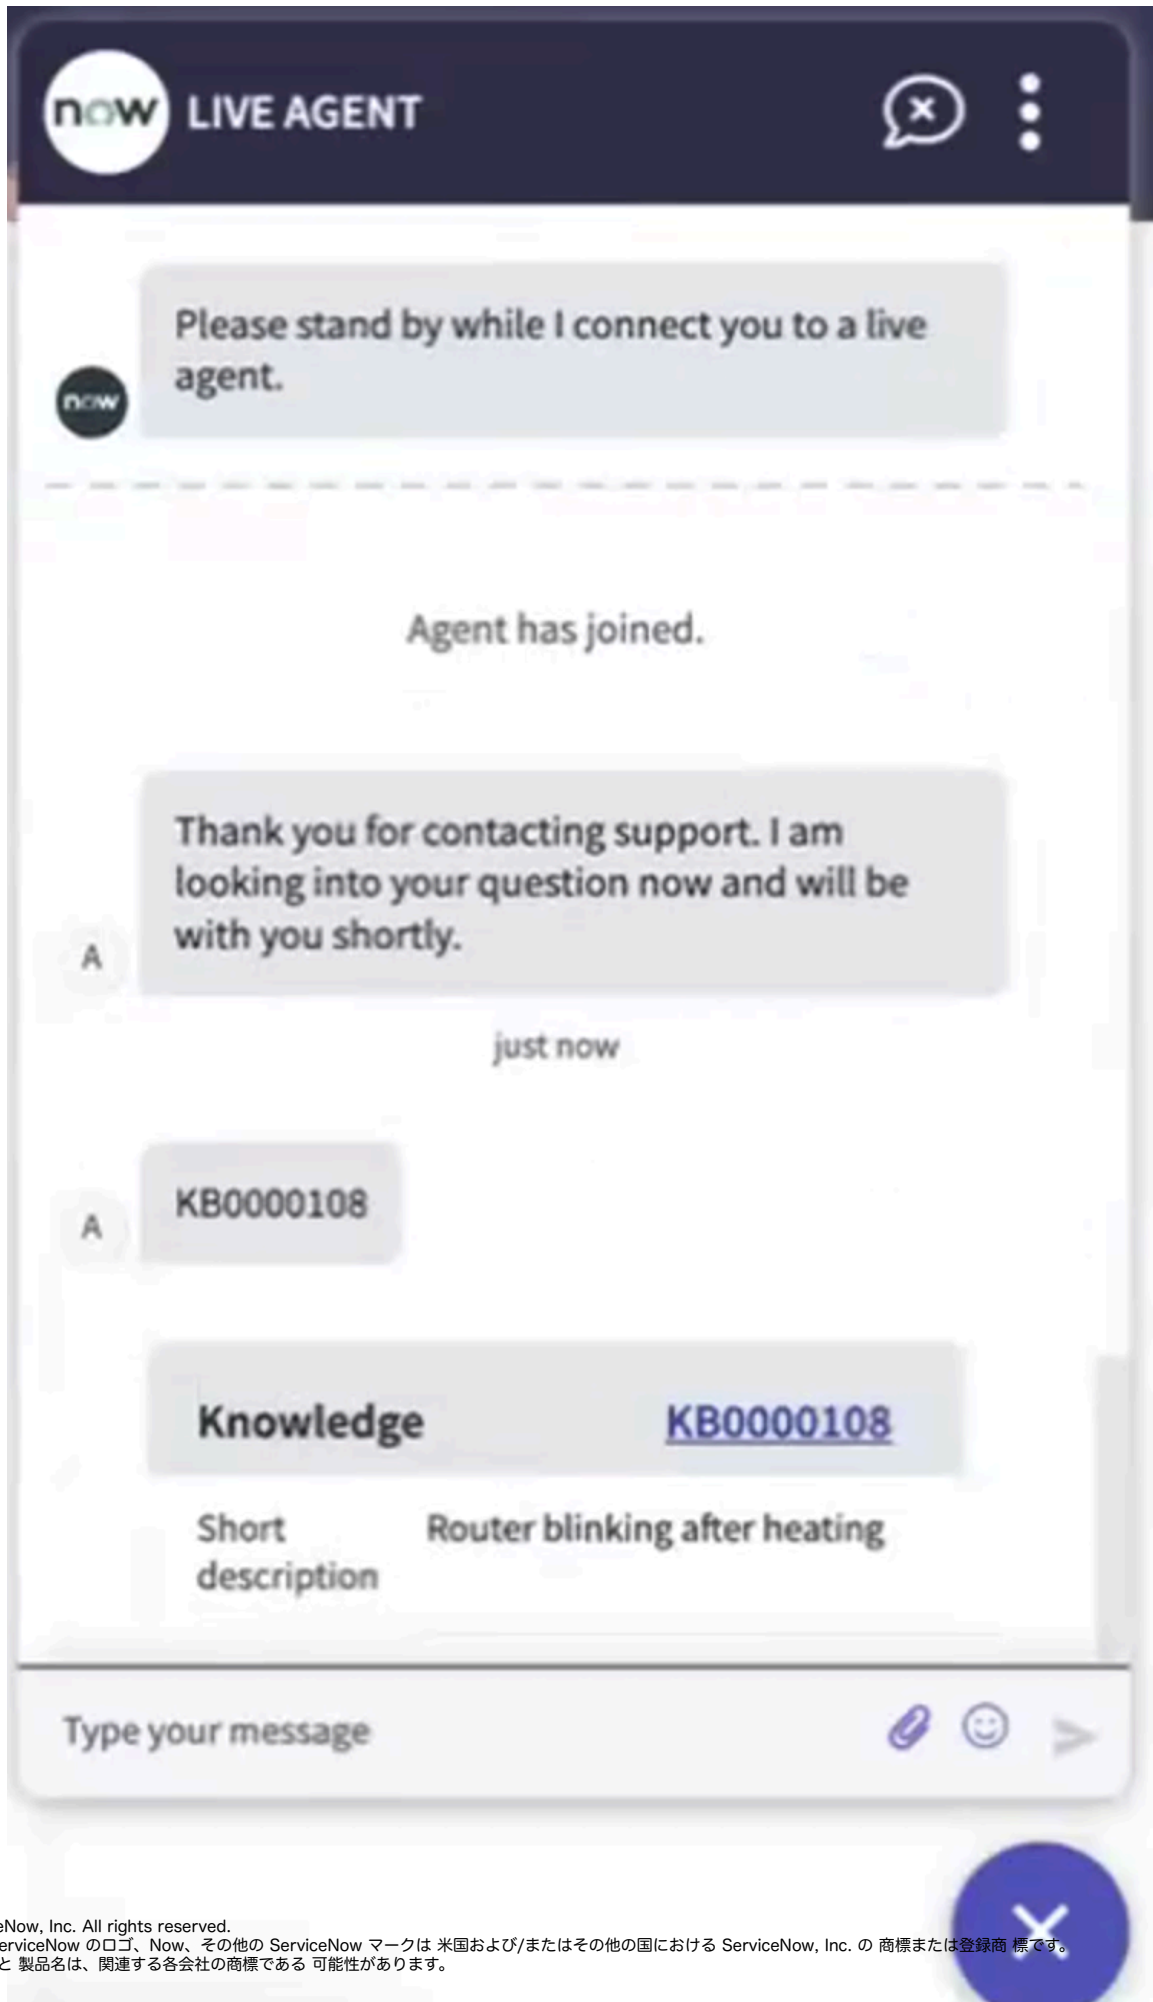 now LIVE AGENT
Please stand by while I connect you to a live
agent.
now
Agent has joined.
Thank you for contacting support. I am
looking into your question now and will be
with you shortly.
A
just now
KB0000108
A
Knowledge KB0000108
Short Router blinking after heating
description
Type your message
eNow, Inc. All rights reserved.
erviceNow のロゴ、Now、その他の ServiceNow マークは 米国および/またはその他の国における ServiceNow, Inc. の 商標または登録商 標です。
と 製品名は、関連する各会社の商標である 可能性があります。